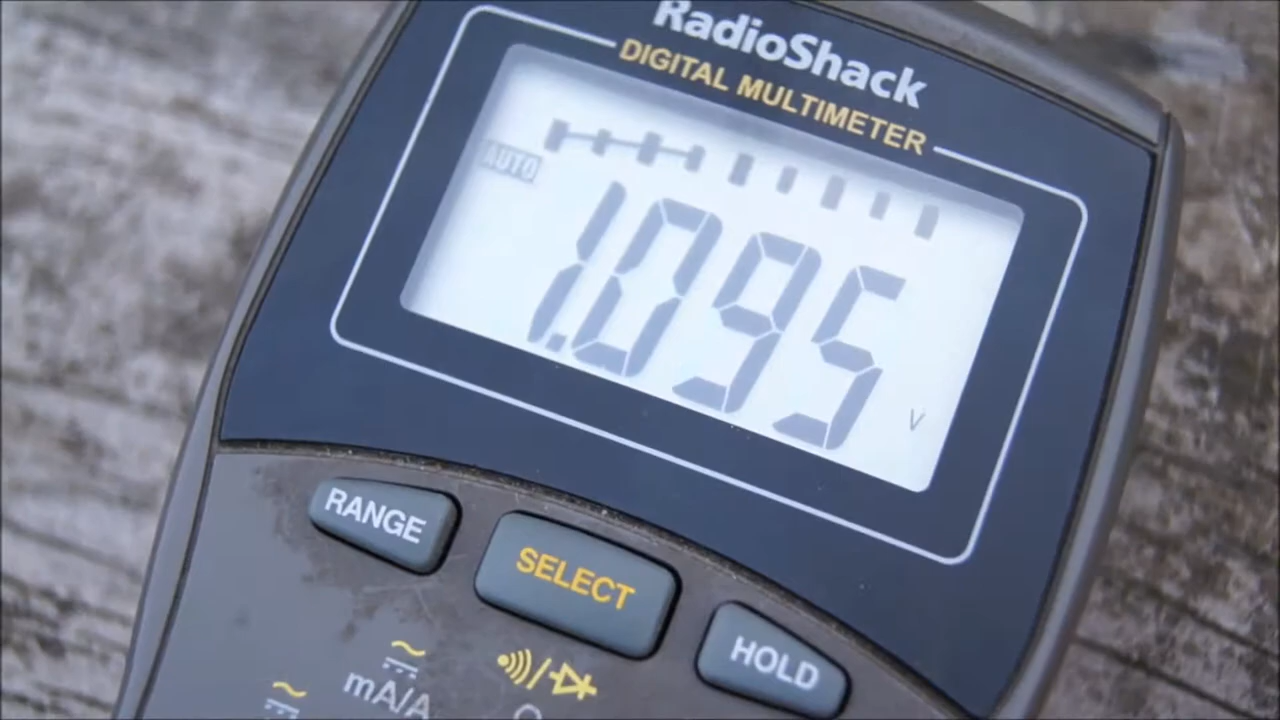 RadioShack
DIGITAL MULTIMETER
AUTO
1.095
V
RANGE
SELECT
HOLD
mA/A
Ω